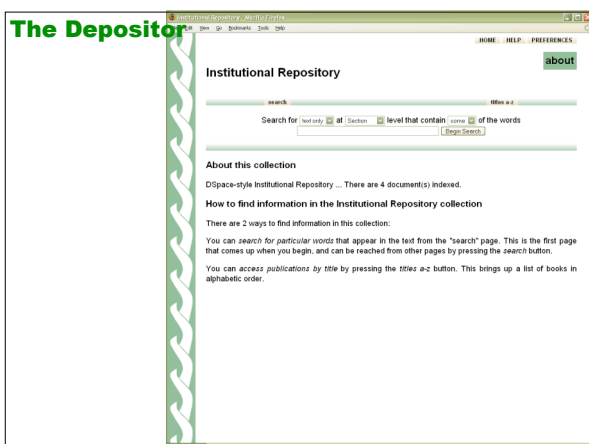 The Depositor
Institutional Repository - Mozilla Firefox
Edit View Go Bookmarks Tools Help
HOME HELP PREFERENCES
about
Institutional Repository
search titles a-z
Search for text only at Section level that contain some of the words
Begin Search
About this collection
DSpace-style Institutional Repository ... There are 4 document(s) indexed.
How to find information in the Institutional Repository collection
There are 2 ways to find information in this collection:
You can search for particular words that appear in the text from the "search" page. This is the first page
that comes up when you begin, and can be reached from other pages by pressing the search button.
You can access publications by title by pressing the titles a-z button. This brings up a list of books in
alphabetic order.